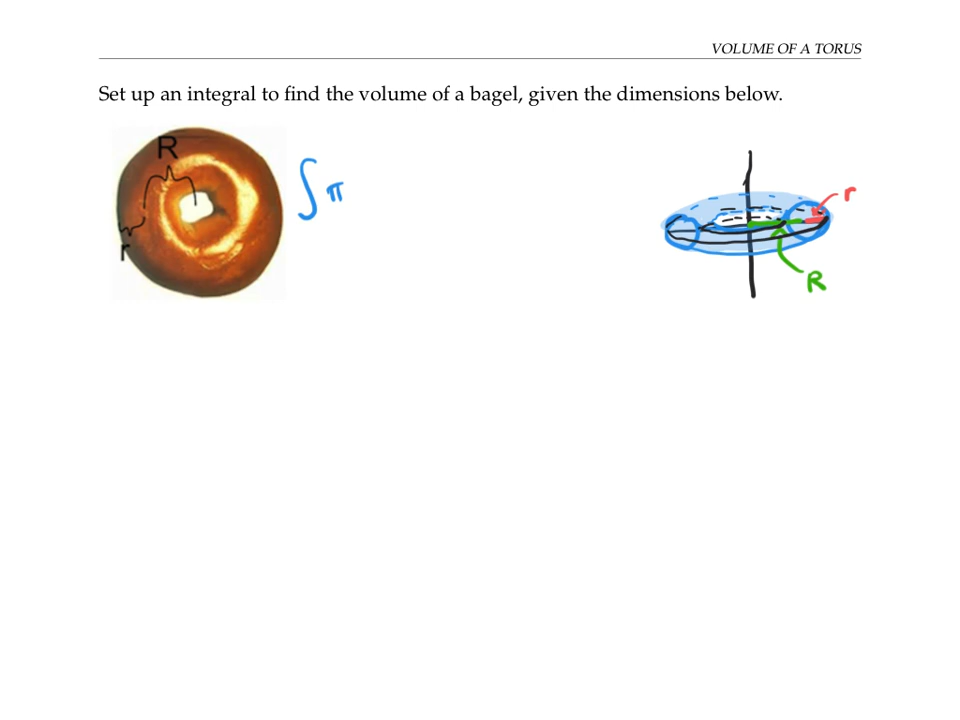 VOLUME OF A TORUS
Set up an integral to find the volume of a bagel, given the dimensions below.
R
r
∫ π
r
R